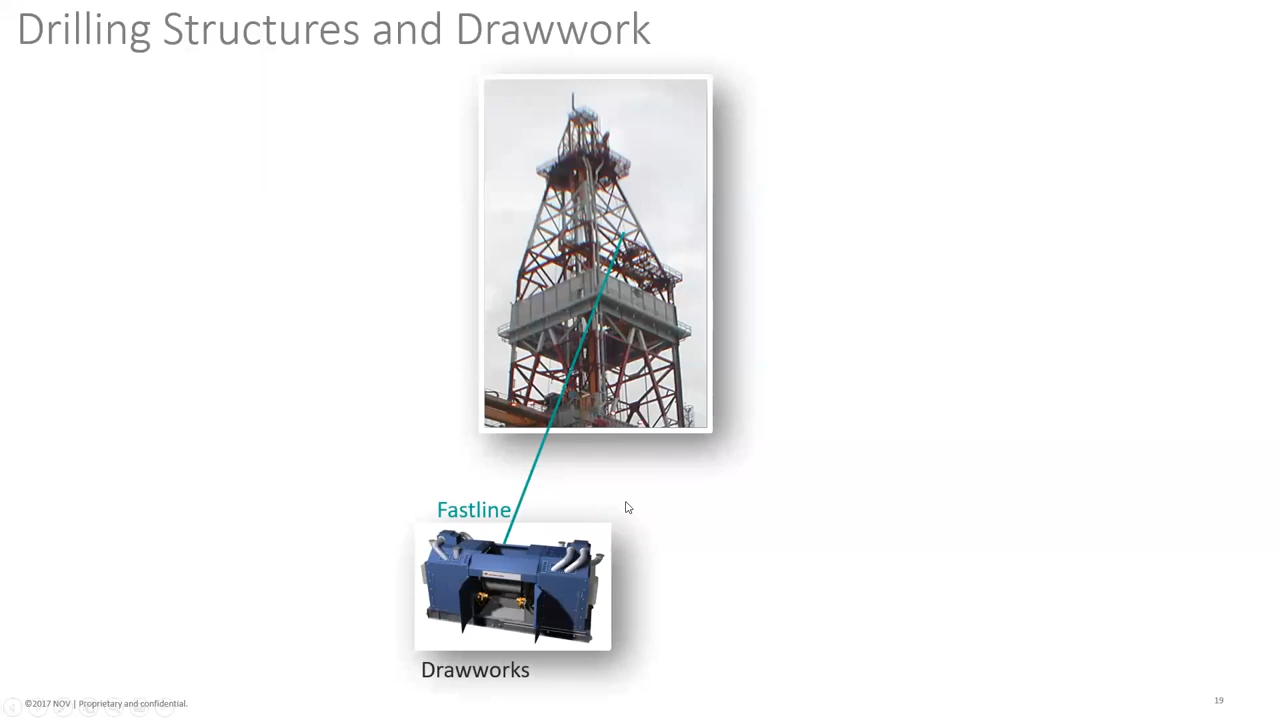 Drilling Structures and Drawwork
Fastline
Drawworks
©2017 NOV | Proprietary and confidential.
19